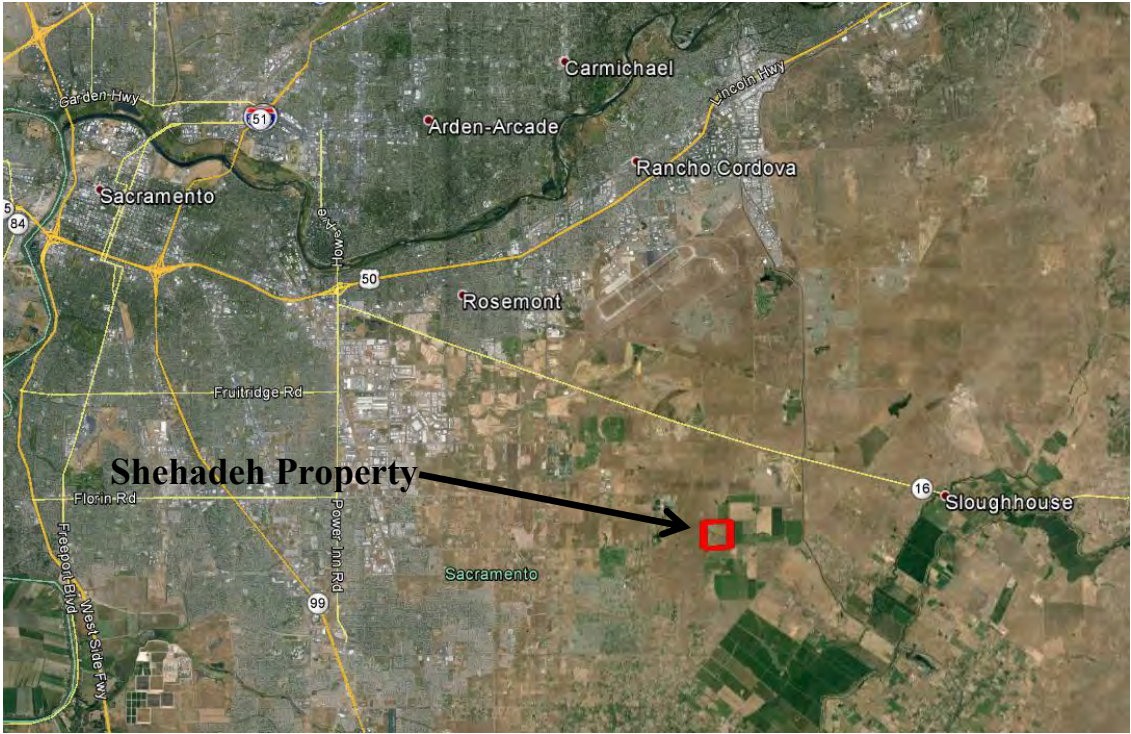 Carmichael
Lincoln Hwy
Garden Hwy
51
Arden-Arcade
Rancho Cordova
Sacramento
5
84
Howe Ave
50
Rosemont
Fruitridge Rd
Shehadeh Property
16
Sloughhouse
Florin Rd
Power Inn Rd
Freeport Blvd
Sacramento
99
West Side Fwy